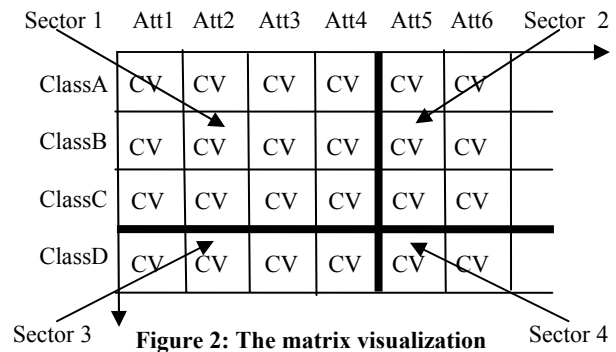 Sector 1 Att1 Att2 Att3 Att4 Att5 Att6 Sector 2
ClassA CV CV CV CV CV CV
ClassB CV CV CV CV CV CV
ClassC CV CV CV CV CV CV
ClassD CV CV CV CV CV CV
Sector 3 Figure 2: The matrix visualization Sector 4